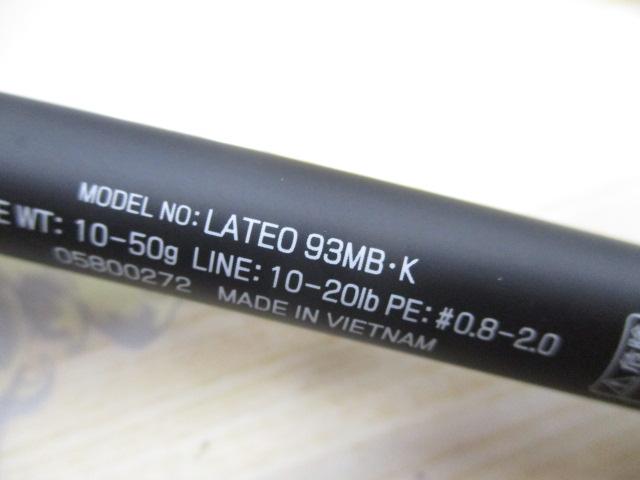 MODEL NO: LATEO 93MB·K
E WT: 10-50g LINE: 10-20lb PE: #0.8-2.0
05800272 MADE IN VIETNAM